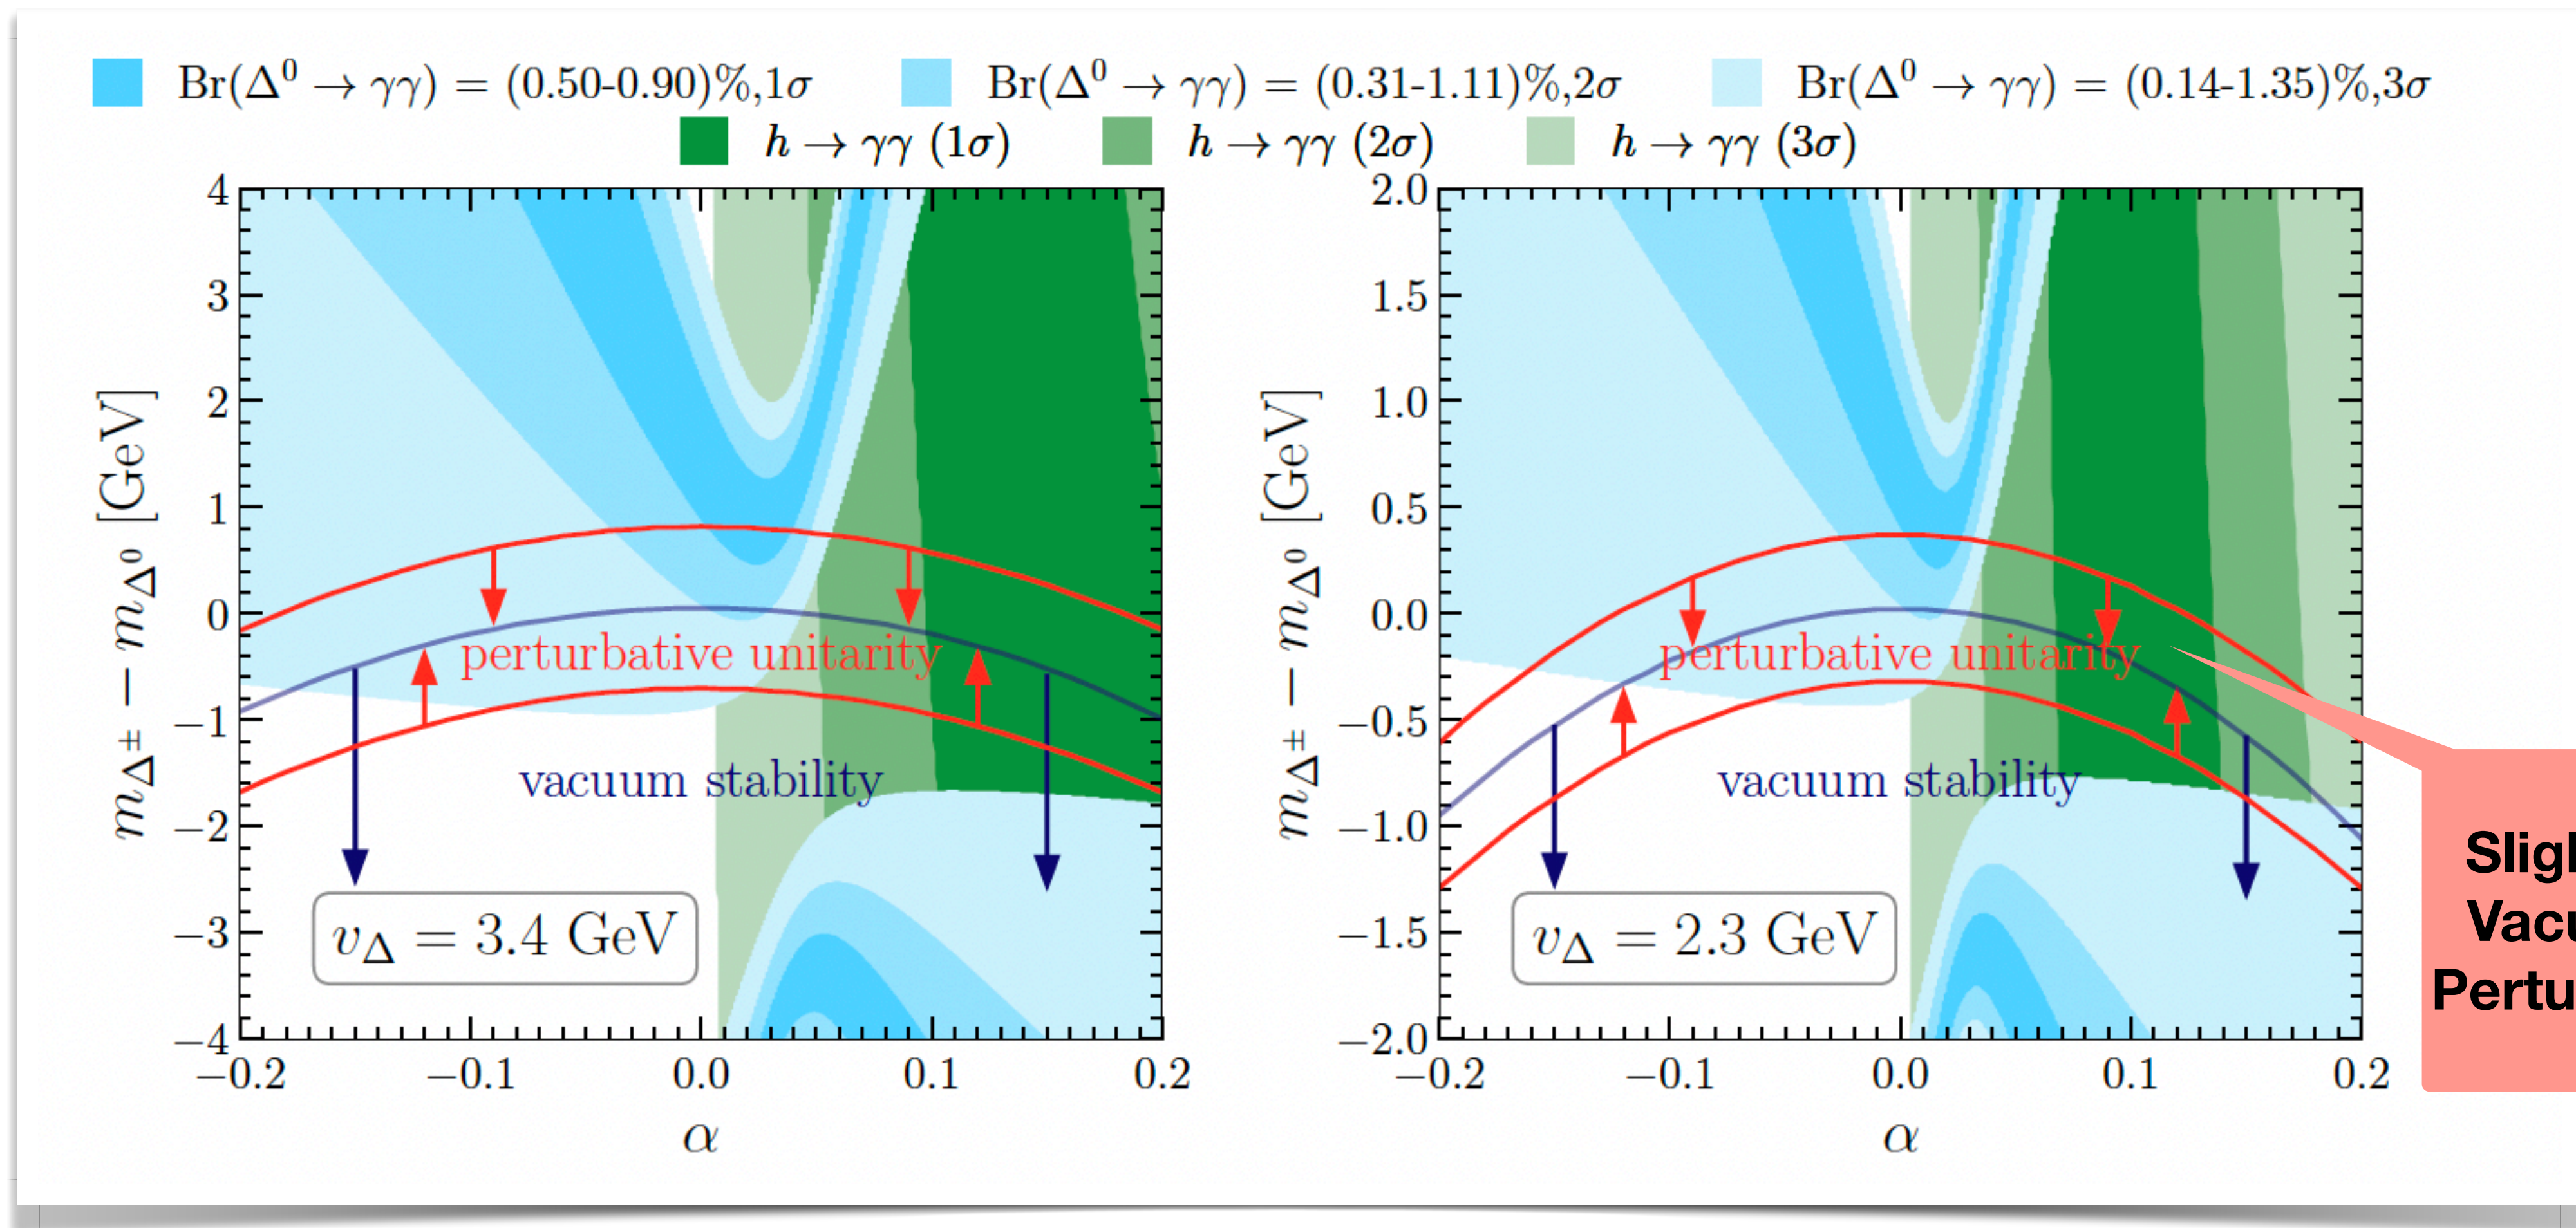 Br(Δ⁰ → γγ) = (0.50-0.90)%,1σ
Br(Δ⁰ → γγ) = (0.31-1.11)%,2σ
Br(Δ⁰ → γγ) = (0.14-1.35)%,3σ
h → γγ (1σ)
h → γγ (2σ)
h → γγ (3σ)
m_Δ± − m_Δ⁰ [GeV]
4
3
2
1
0
−1
−2
−3
−4
perturbative unitarity
vacuum stability
v_Δ = 3.4 GeV
−0.2
−0.1
0.0
0.1
0.2
α
m_Δ± − m_Δ⁰ [GeV]
2.0
1.5
1.0
0.5
0.0
−0.5
−1.0
−1.5
−2.0
perturbative unitarity
vacuum stability
v_Δ = 2.3 GeV
−0.2
−0.1
0.0
0.1
0.2
α